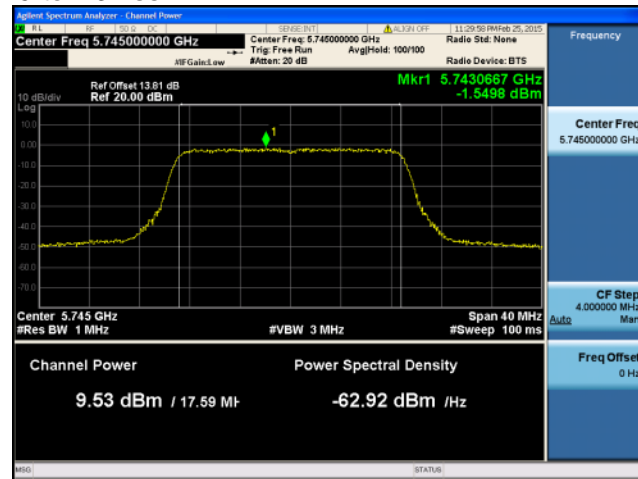 Agilent Spectrum Analyzer - Channel Power
RL RF 50 Ω DC SENSE:INT ALIGN OFF 11:29:58 PM Feb 25, 2015
Center Freq 5.745000000 GHz
Center Freq: 5.745000000 GHz
Radio Std: None
Trig: Free Run Avg|Hold: 100/100
#IFGain:Low #Atten: 20 dB Radio Device: BTS
Frequency
Mkr1 5.7430667 GHz
-1.5498 dBm
Ref Offset 13.81 dB
10 dB/div Ref 20.00 dBm
Log
10.0
0.00
-10.0
-20.0
-30.0
-40.0
-50.0
-60.0
-70.0
1
Center Freq
5.745000000 GHz
CF Step
4.000000 MHz
Auto Man
Freq Offset
0 Hz
Center 5.745 GHz Span 40 MHz
#Res BW 1 MHz #VBW 3 MHz #Sweep 100 ms
Channel Power Power Spectral Density
9.53 dBm / 17.59 MH -62.92 dBm /Hz
MSG STATUS